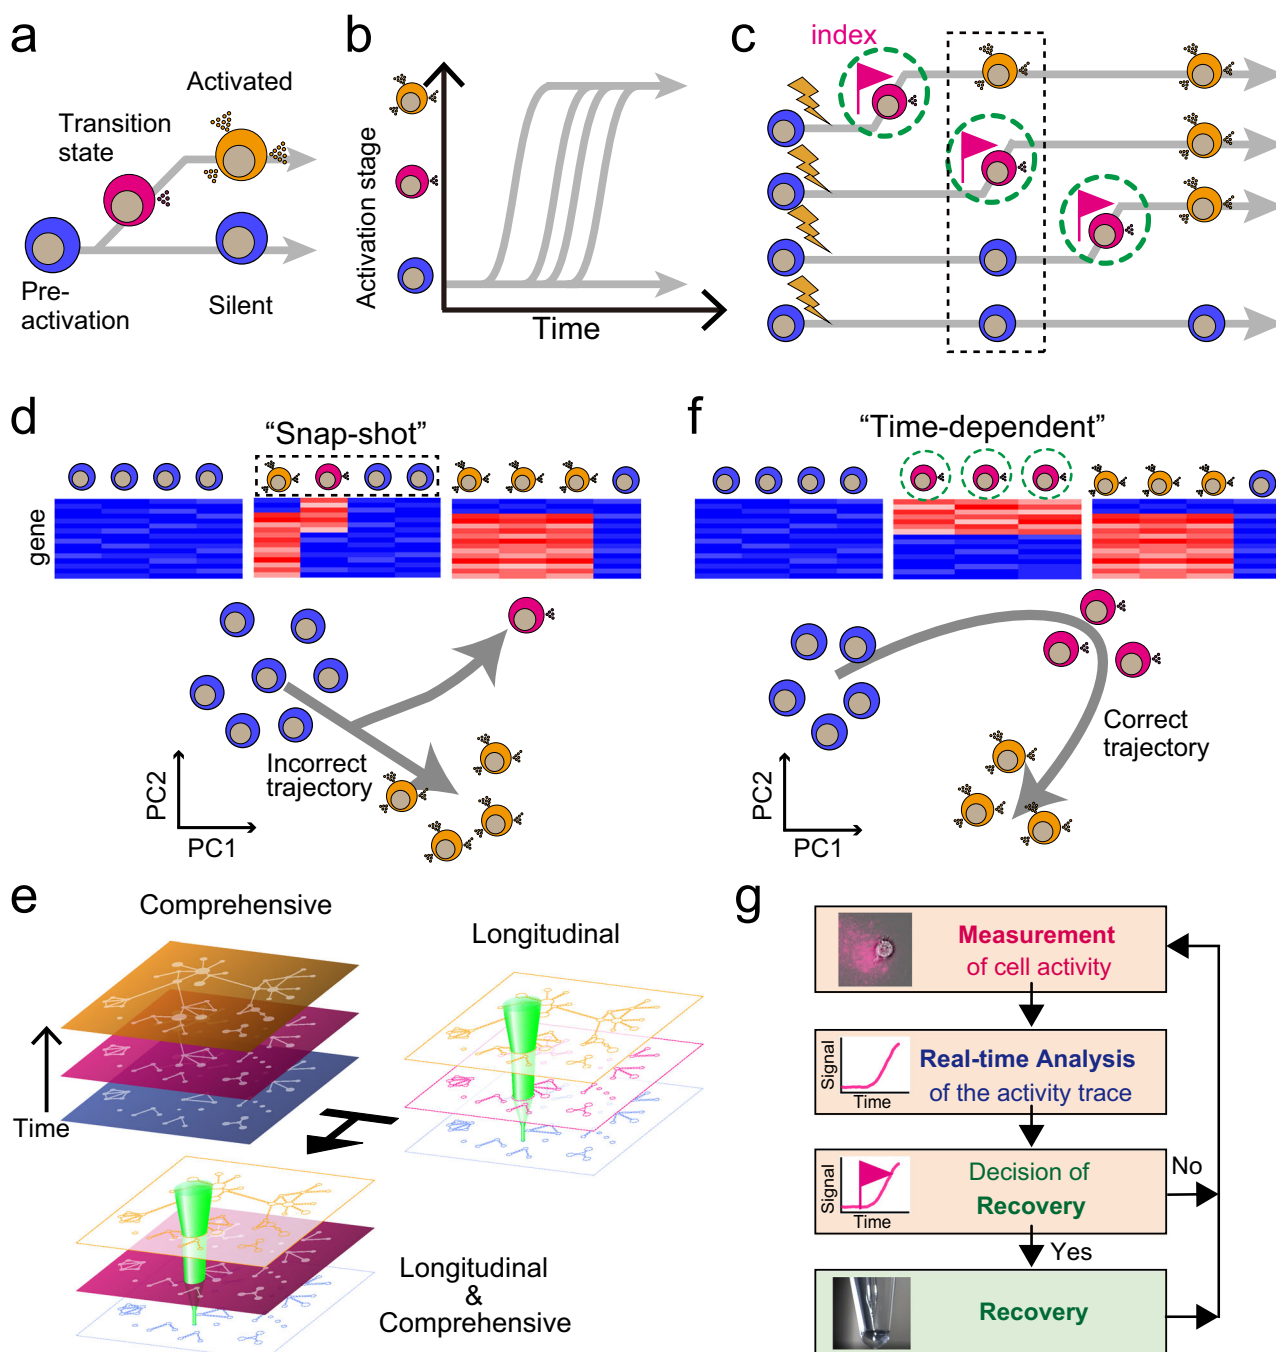 a
Activated
Transition
state
Pre-
activation
Silent
b
Activation stage
Time
c
index
d
“Snap-shot”
gene
Incorrect
trajectory
PC2
PC1
f
“Time-dependent”
Correct
trajectory
PC2
PC1
e
Comprehensive
Longitudinal
Time
Longitudinal
&
Comprehensive
g
Measurement
of cell activity
Signal
Time
Real-time Analysis
of the activity trace
Signal
Time
Decision of
Recovery
No
Yes
Recovery